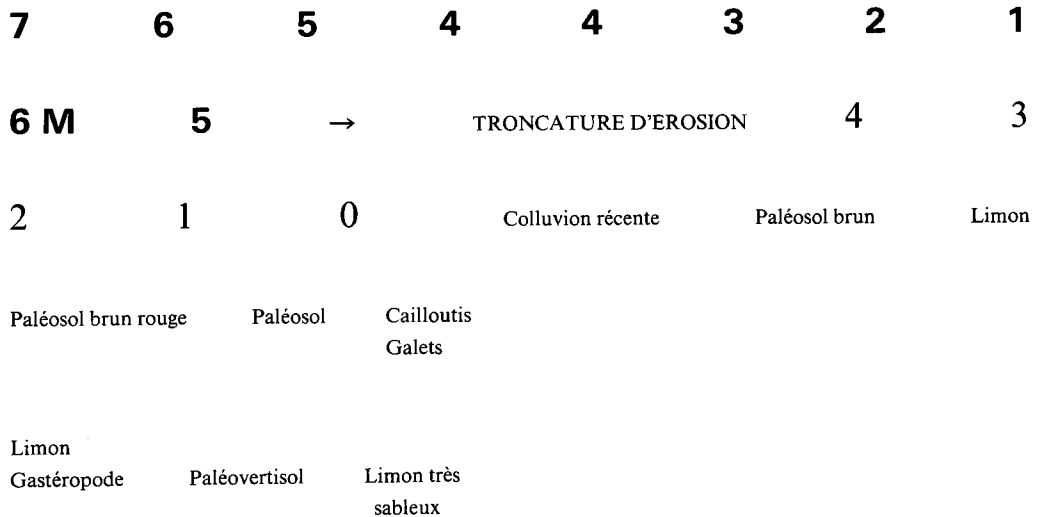 7 6 5 4 4 3 2 1
6 M 5 → TRONCATURE D'EROSION 4 3
2 1 0 Colluvion récente Paléosol brun Limon
Paléosol brun rouge Paléosol Cailloutis
Galets
Limon
Gastéropode Paléovertisol Limon très
sableux